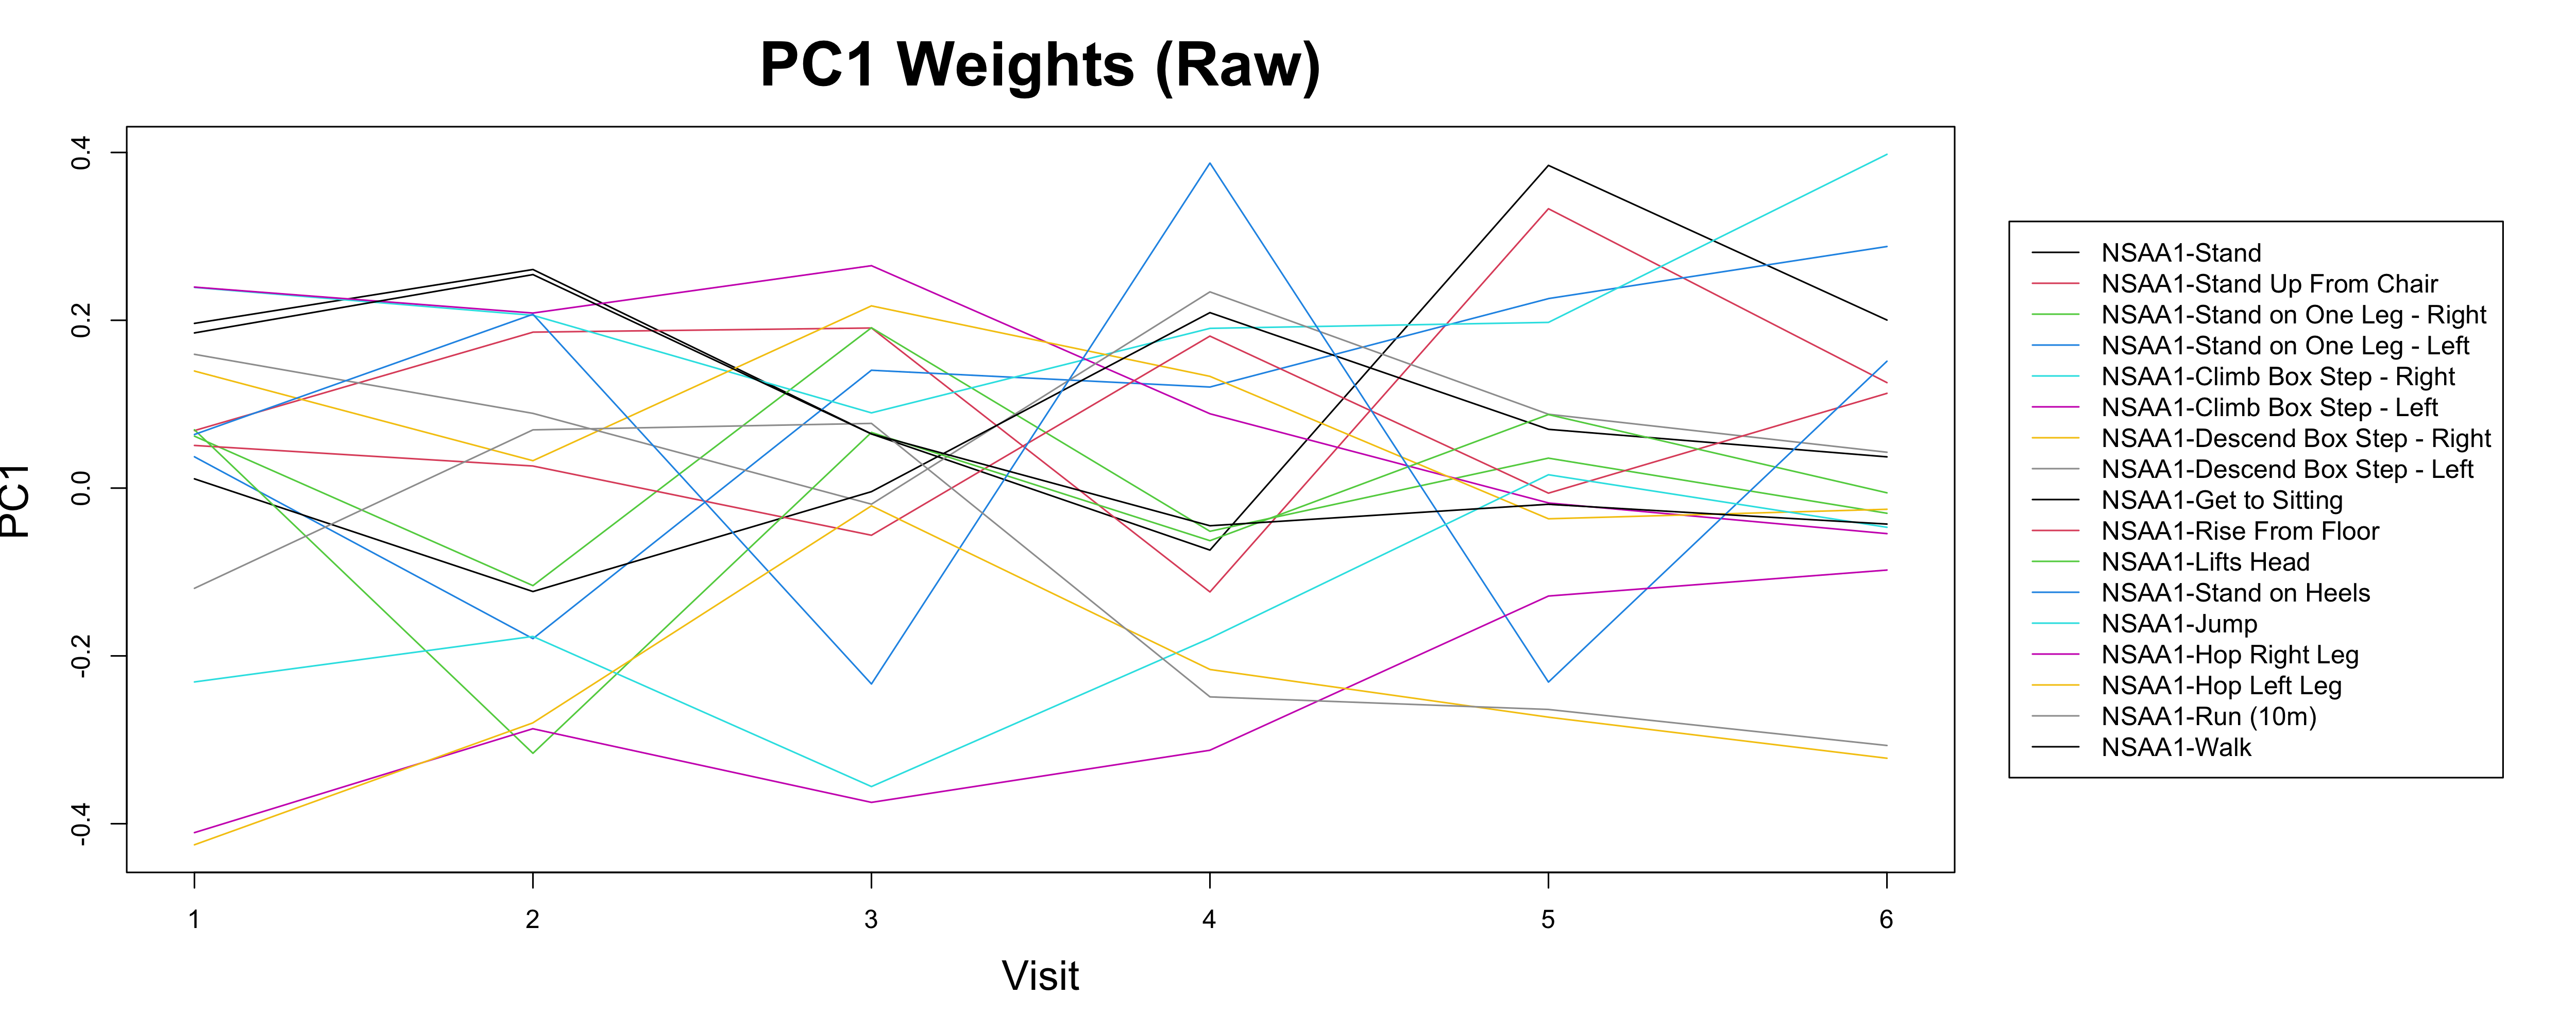 PC1 Weights (Raw)
0.4
0.2
0.0
-0.2
-0.4
PC1
1 2 3 4 5 6
Visit
NSAA1-Stand
NSAA1-Stand Up From Chair
NSAA1-Stand on One Leg - Right
NSAA1-Stand on One Leg - Left
NSAA1-Climb Box Step - Right
NSAA1-Climb Box Step - Left
NSAA1-Descend Box Step - Right
NSAA1-Descend Box Step - Left
NSAA1-Get to Sitting
NSAA1-Rise From Floor
NSAA1-Lifts Head
NSAA1-Stand on Heels
NSAA1-Jump
NSAA1-Hop Right Leg
NSAA1-Hop Left Leg
NSAA1-Run (10m)
NSAA1-Walk